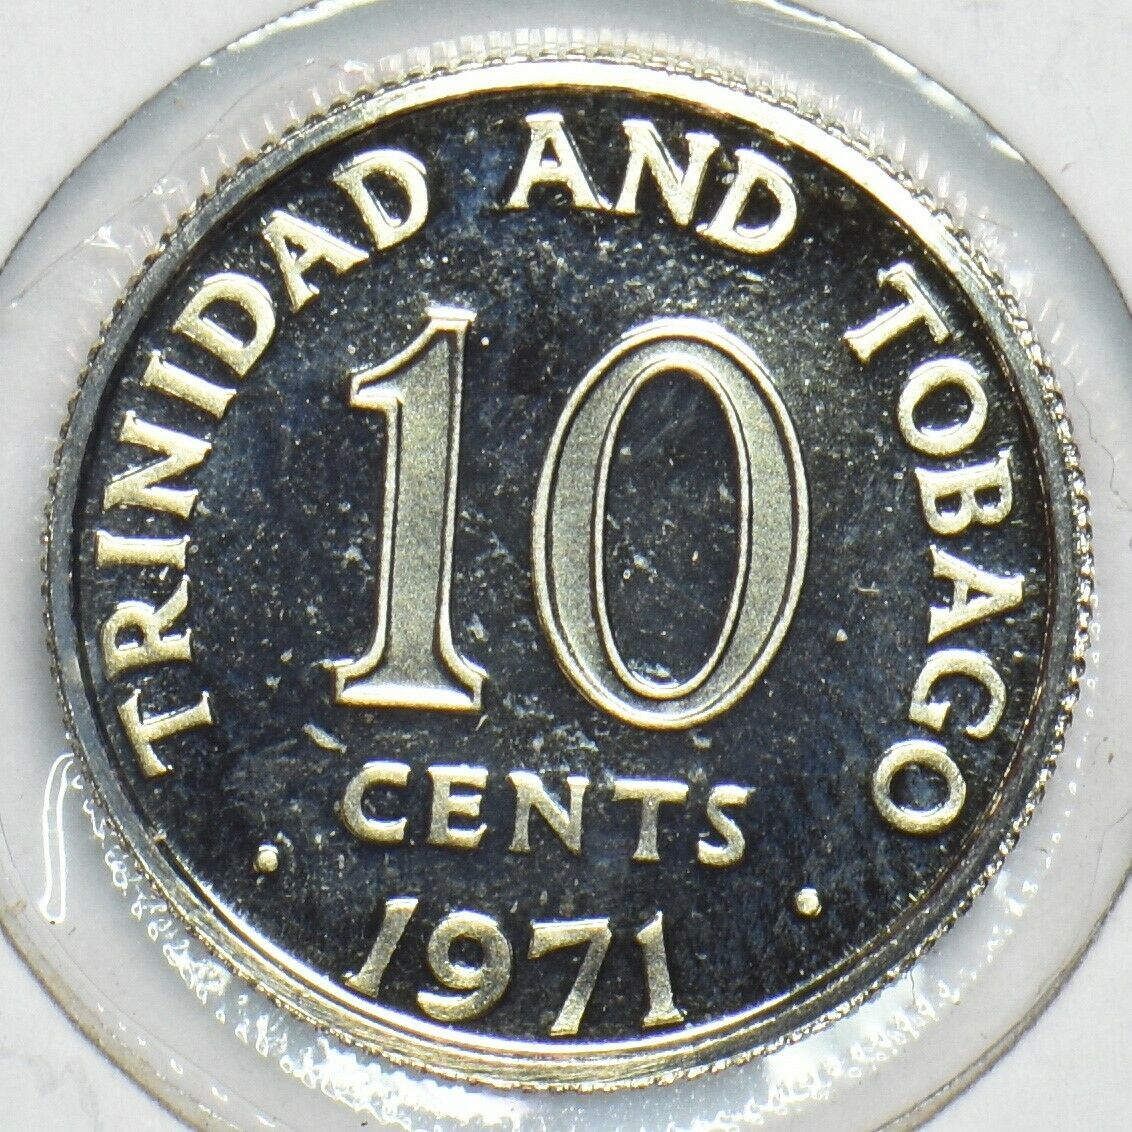 TRINIDAD AND TOBAGO
10
CENTS
· 1971 ·